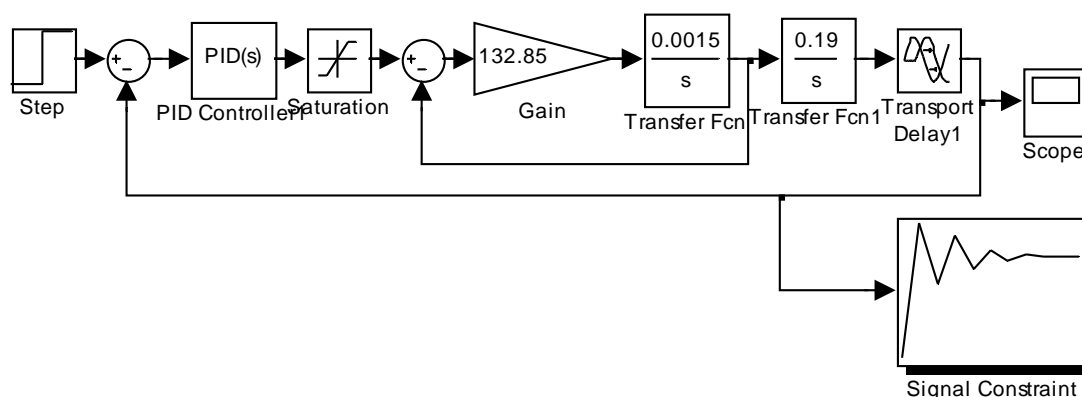 Step
PID(s)
PID Controller1
Saturation
132.85
Gain
0.0015
s
Transfer Fcn
0.19
s
Transfer Fcn1
Transport
Delay1
Scope
Signal Constraint